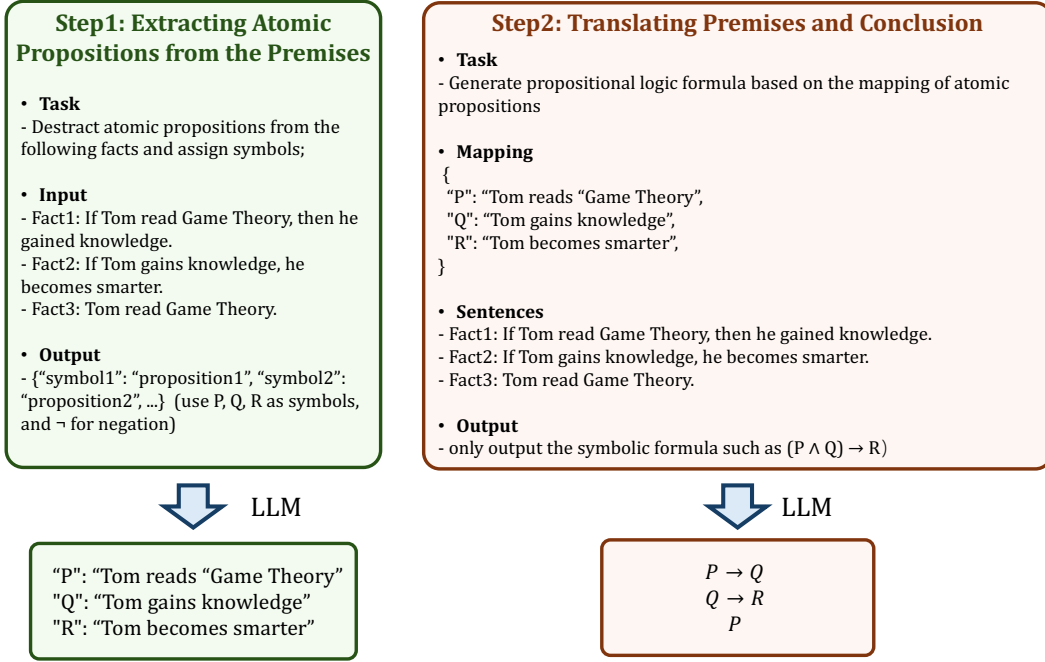 Step1: Extracting Atomic
Propositions from the Premises
• Task
- Destract atomic propositions from the
following facts and assign symbols;
• Input
- Fact1: If Tom read Game Theory, then he
gained knowledge.
- Fact2: If Tom gains knowledge, he
becomes smarter.
- Fact3: Tom read Game Theory.
• Output
- {“symbol1": “proposition1", “symbol2":
“proposition2", ...} (use P, Q, R as symbols,
and ¬ for negation)
LLM
“P": “Tom reads “Game Theory”
"Q": “Tom gains knowledge”
"R": “Tom becomes smarter”
Step2: Translating Premises and Conclusion
• Task
- Generate propositional logic formula based on the mapping of atomic
propositions
• Mapping
{
“P": “Tom reads “Game Theory”,
"Q": “Tom gains knowledge”,
"R": “Tom becomes smarter”,
}
• Sentences
- Fact1: If Tom read Game Theory, then he gained knowledge.
- Fact2: If Tom gains knowledge, he becomes smarter.
- Fact3: Tom read Game Theory.
• Output
- only output the symbolic formula such as (P ∧ Q) → R)
LLM
P → Q
Q → R
P